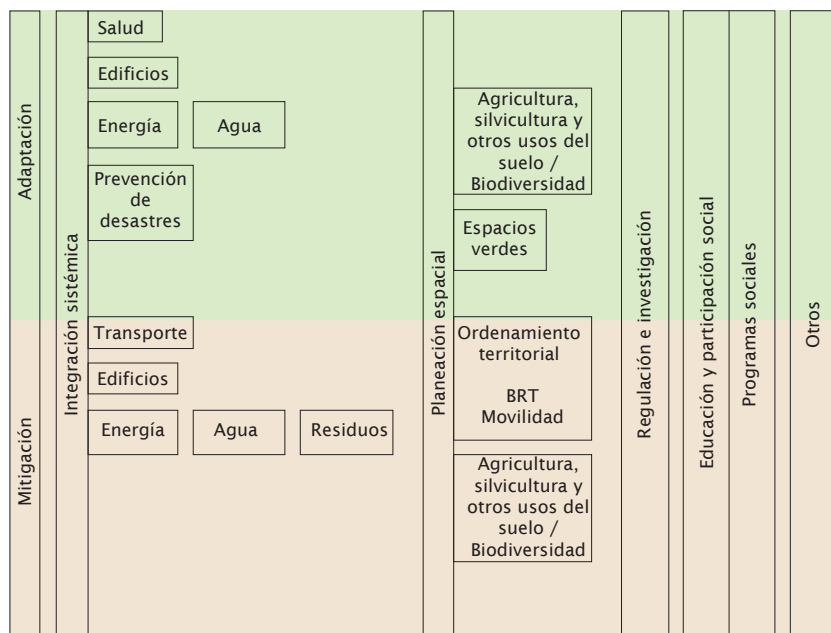 Adaptación
Mitigación
Integración sistémica
Salud
Edificios
Energía
Agua
Prevención
de
desastres
Transporte
Edificios
Energía
Agua
Residuos
Planeación espacial
Agricultura,
silvicultura y
otros usos del
suelo /
Biodiversidad
Espacios
verdes
Ordenamiento
territorial
BRT
Movilidad
Agricultura,
silvicultura y
otros usos del
suelo /
Biodiversidad
Regulación e investigación
Educación y participación social
Programas sociales
Otros